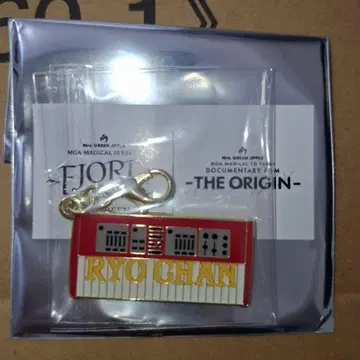 Mrs. GREEN APPLE
MGA MAGICAL 10 YEARS
~FJORD~
Mrs. GREEN APPLE
MGA MAGICAL 10 YEARS
DOCUMENTARY FILM
~THE ORIGIN~
RYO CHAN